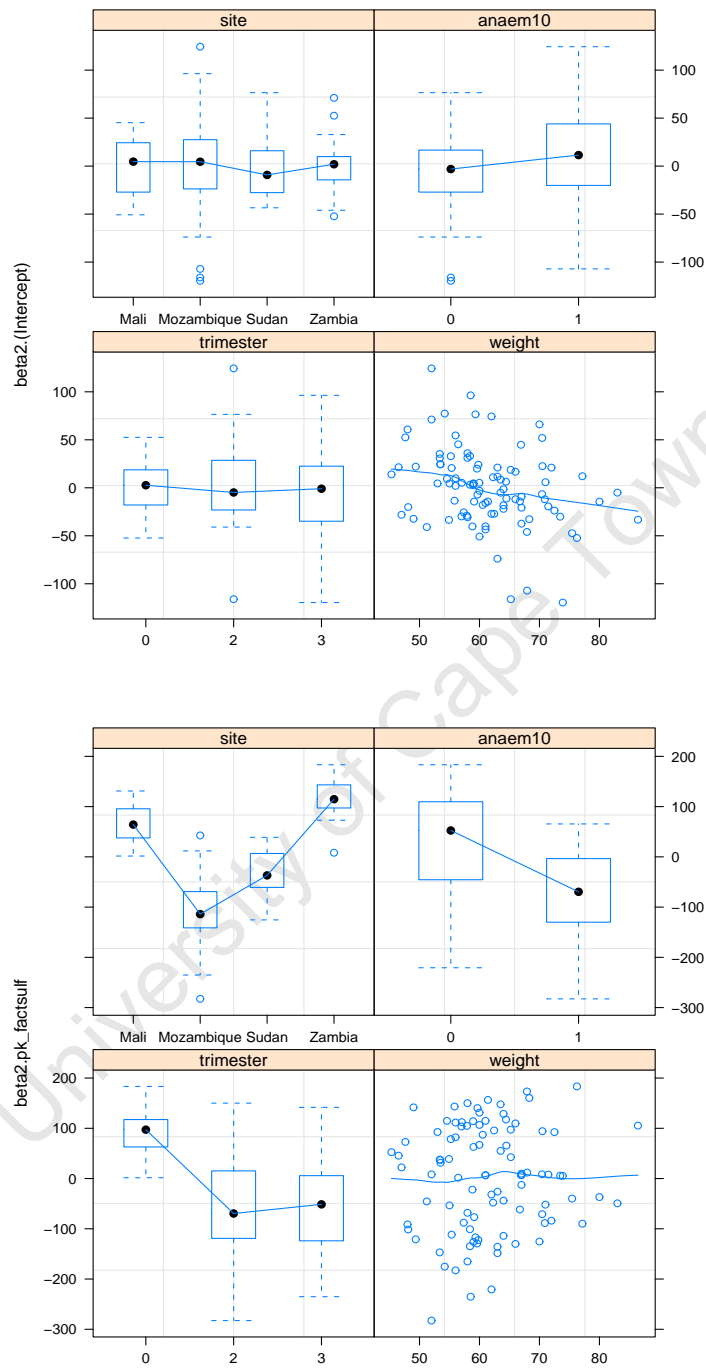 site anaem10
100
50
0
−50
−100
Mali Mozambique Sudan Zambia 0 1
trimester weight
100
50
0
−50
−100
0 2 3 50 60 70 80
beta2.(Intercept)
site anaem10
200
100
0
−100
−200
−300
Mali Mozambique Sudan Zambia 0 1
trimester weight
200
100
0
−100
−200
−300
0 2 3 50 60 70 80
beta2.pk_factsulf
University of Cape Town